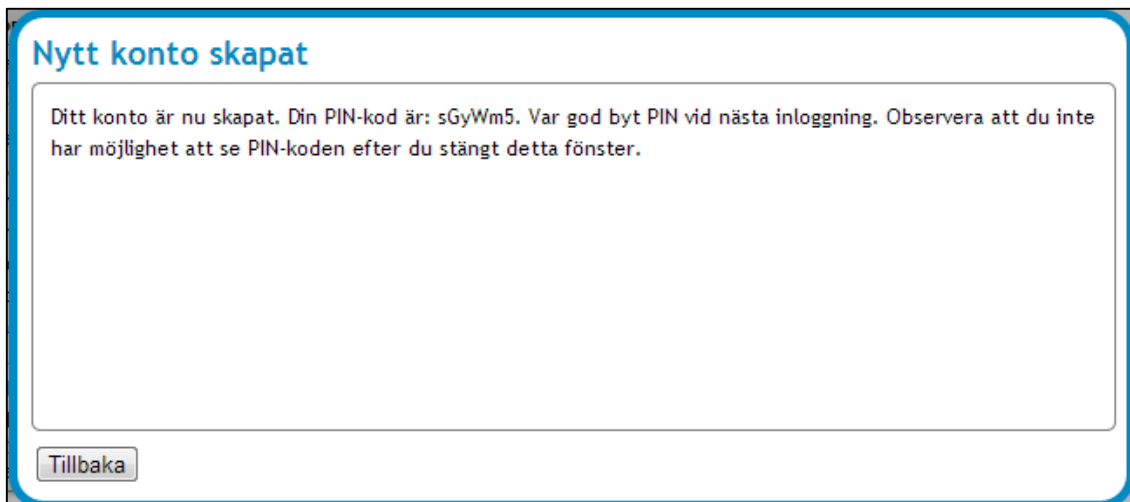 Nytt konto skapat
Ditt konto är nu skapat. Din PIN-kod är: sGyWm5. Var god byt PIN vid nästa inloggning. Observera att du inte
har möjlighet att se PIN-koden efter du stängt detta fönster.
Tillbaka